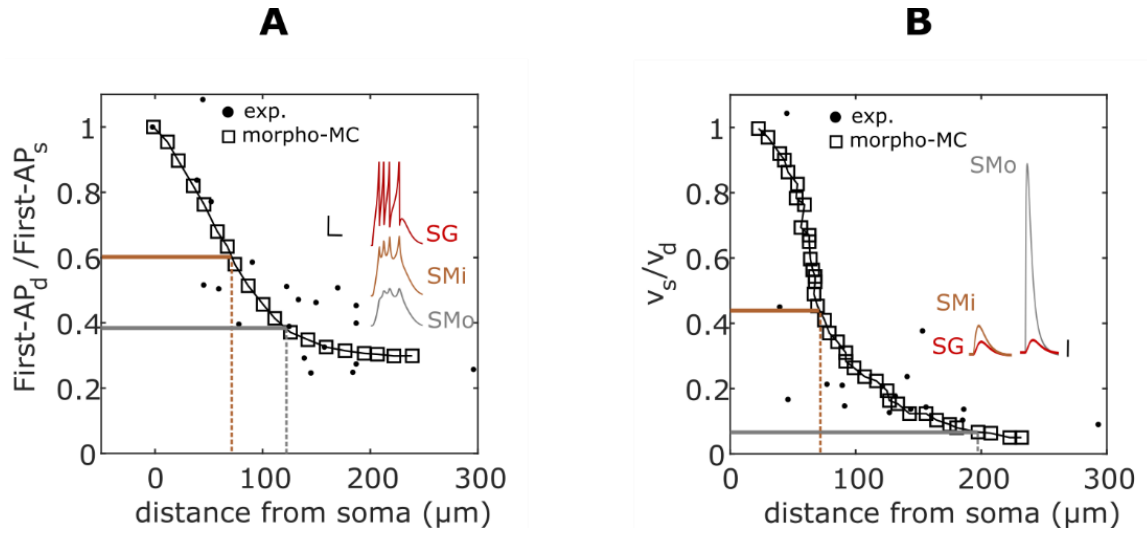 A
First-AP_d /First-AP_s
1
0.8
0.6
0.4
0.2
0
exp.
morpho-MC
SG
SMi
SMo
0 100 200 300
distance from soma (µm)
B
v_s/v_d
1
0.8
0.6
0.4
0.2
0
exp.
morpho-MC
SMo
SMi
SG
0 100 200 300
distance from soma (µm)